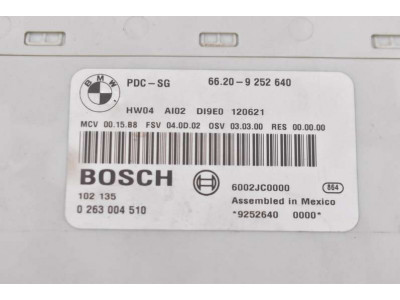 BMW
PDC-SG 66.20-9 252 640
HW04 AI02 DI9E0 120621
MCV 00.15.88 FSV 04.0D.02 OSV 03.03.00 RES 00.00.00
BOSCH
6002JC0000 864
102 135
Assembled in Mexico
0 263 004 510
*9252640 0000*